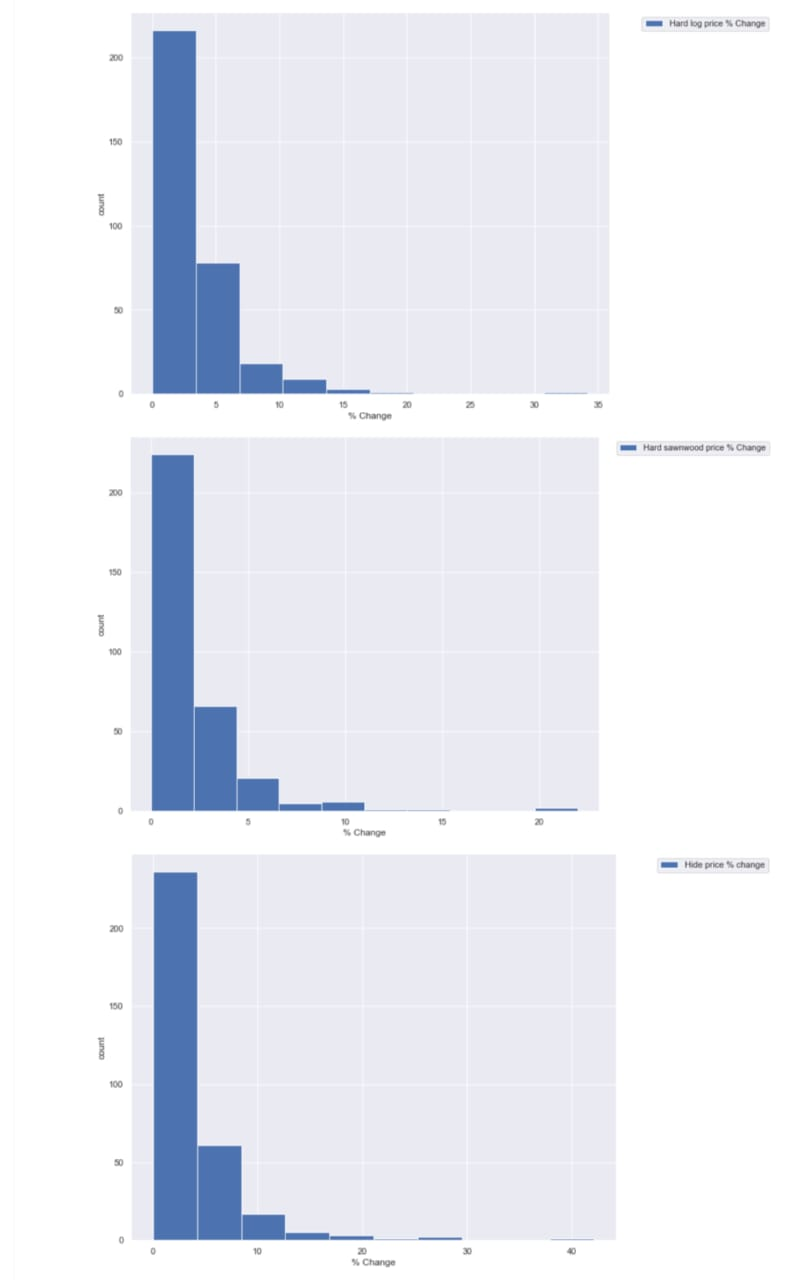 Hard log price % Change
200
150
count
100
50
0
0 5 10 15 20 25 30 35
% Change
Hard sawnwood price % Change
200
150
count
100
50
0
0 5 10 15 20
% Change
Hide price % change
200
150
count
100
50
0
0 10 20 30 40
% Change